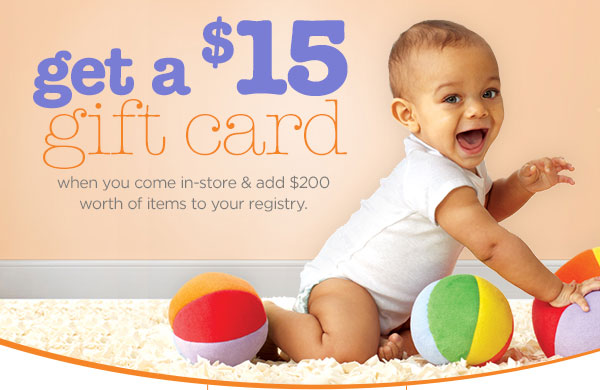 get a $15
gift card
when you come in-store & add $200
worth of items to your registry.